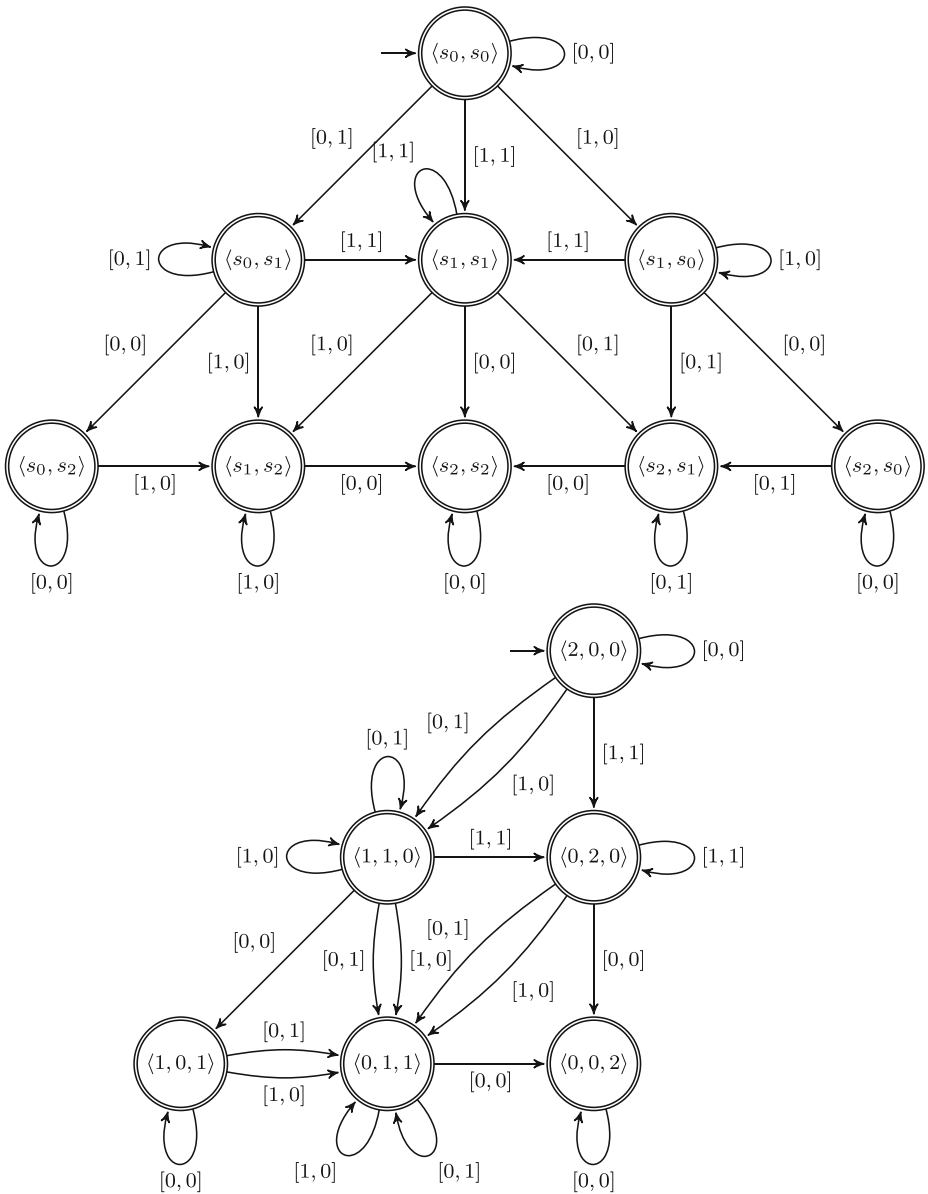 ⟨s₀, s₀⟩ [0, 0]
[0, 1] [1, 1] [1, 1] [1, 0]
[0, 1] ⟨s₀, s₁⟩ [1, 1] ⟨s₁, s₁⟩ [1, 1] ⟨s₁, s₀⟩ [1, 0]
[0, 0] [1, 0] [1, 0] [0, 0] [0, 1] [0, 1] [0, 0]
⟨s₀, s₂⟩ [1, 0] ⟨s₁, s₂⟩ [0, 0] ⟨s₂, s₂⟩ [0, 0] ⟨s₂, s₁⟩ [0, 1] ⟨s₂, s₀⟩
[0, 0] [1, 0] [0, 0] [0, 1] [0, 0]
⟨2, 0, 0⟩ [0, 0]
[0, 1] [0, 1] [1, 0] [1, 1]
[1, 0] ⟨1, 1, 0⟩ [1, 1] ⟨0, 2, 0⟩ [1, 1]
[0, 0] [0, 1] [1, 0] [0, 1] [1, 0] [0, 0]
⟨1, 0, 1⟩ [0, 1] [1, 0] ⟨0, 1, 1⟩ [0, 0] ⟨0, 0, 2⟩
[0, 0] [1, 0] [0, 1] [0, 0]